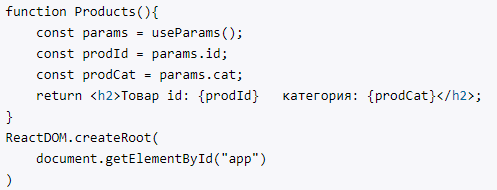 function Products(){
    const params = useParams();
    const prodId = params.id;
    const prodCat = params.cat;
    return <h2>Товар id: {prodId}   категория: {prodCat}</h2>;
}
ReactDOM.createRoot(
    document.getElementById("app")
)